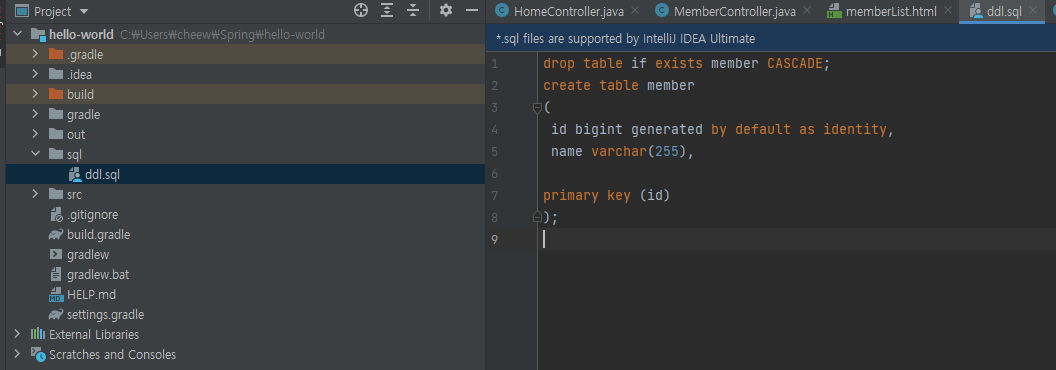 Project
hello-world C:₩Users₩cheew₩Spring₩hello-world
.gradle
.idea
build
gradle
out
sql
ddl.sql
src
.gitignore
build.gradle
gradlew
gradlew.bat
HELP.md
settings.gradle
External Libraries
Scratches and Consoles
HomeController.java MemberController.java memberList.html ddl.sql
*.sql files are supported by IntelliJ IDEA Ultimate
1 drop table if exists member CASCADE;
2 create table member
3 (
4 id bigint generated by default as identity,
5 name varchar(255),
6
7 primary key (id)
8 );
9